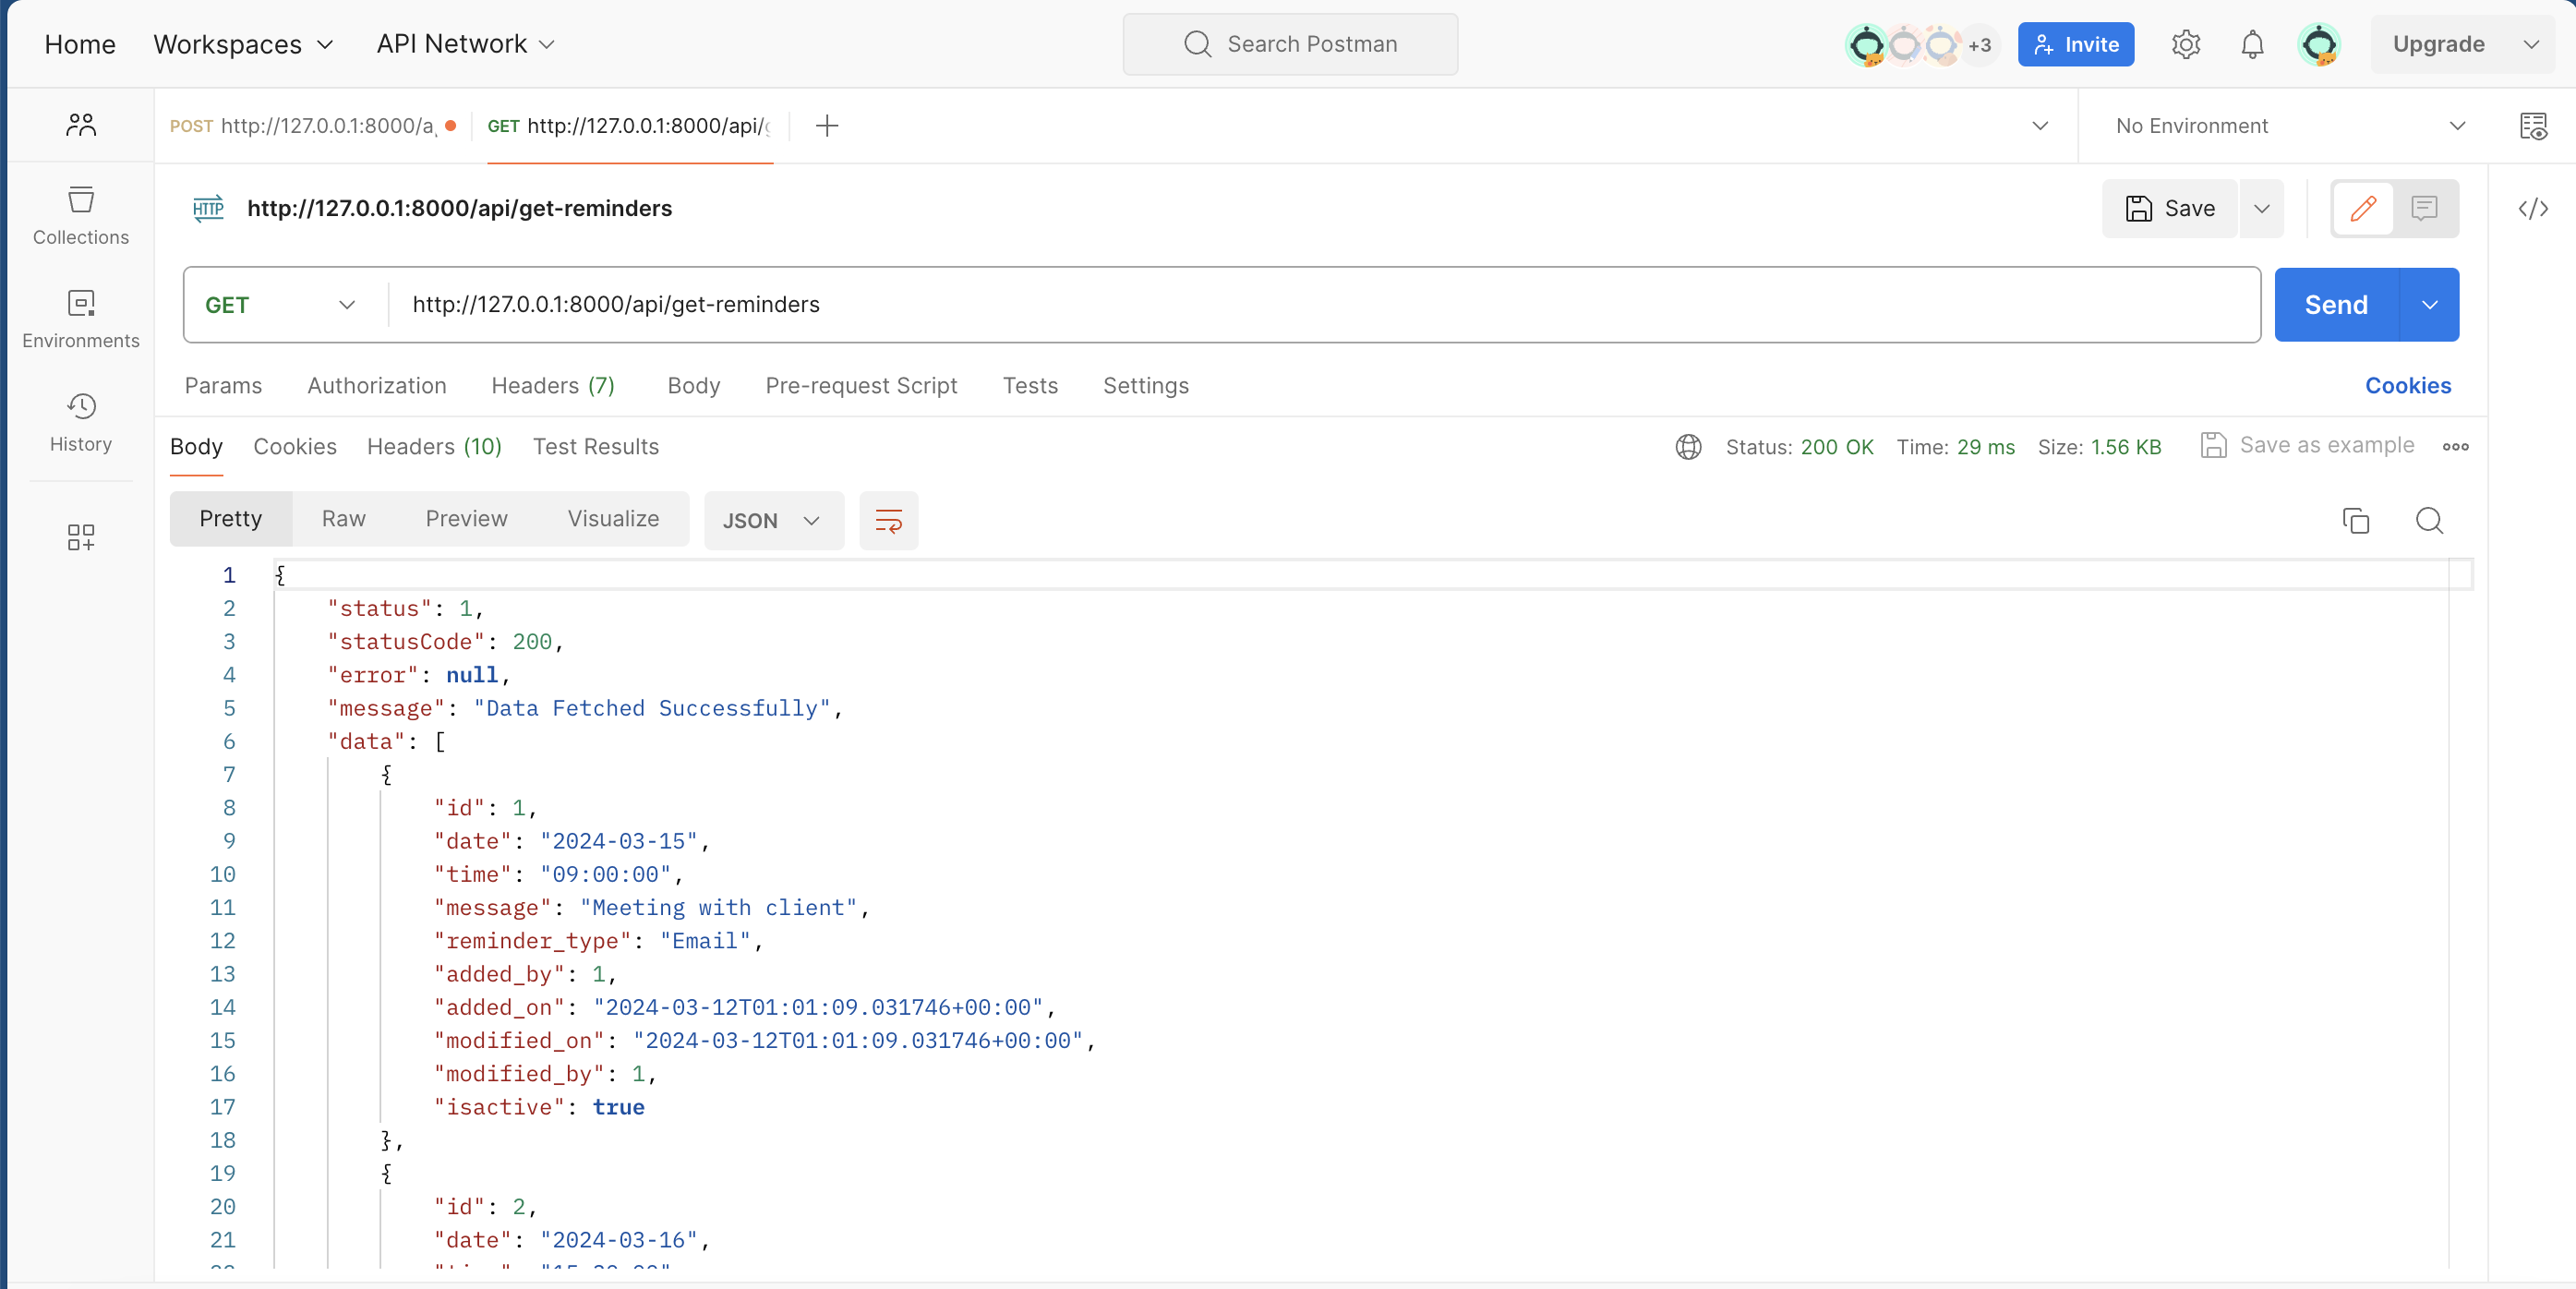 Home Workspaces API Network Search Postman +3 Invite Upgrade
POST http://127.0.0.1:8000/a GET http://127.0.0.1:8000/api/ No Environment
HTTP http://127.0.0.1:8000/api/get-reminders Save
Collections
GET http://127.0.0.1:8000/api/get-reminders Send
Environments
Params Authorization Headers (7) Body Pre-request Script Tests Settings Cookies
History
Body Cookies Headers (10) Test Results Status: 200 OK Time: 29 ms Size: 1.56 KB Save as example
Pretty Raw Preview Visualize JSON
1 {
2 "status": 1,
3 "statusCode": 200,
4 "error": null,
5 "message": "Data Fetched Successfully",
6 "data": [
7 {
8 "id": 1,
9 "date": "2024-03-15",
10 "time": "09:00:00",
11 "message": "Meeting with client",
12 "reminder_type": "Email",
13 "added_by": 1,
14 "added_on": "2024-03-12T01:01:09.031746+00:00",
15 "modified_on": "2024-03-12T01:01:09.031746+00:00",
16 "modified_by": 1,
17 "isactive": true
18 },
19 {
20 "id": 2,
21 "date": "2024-03-16",